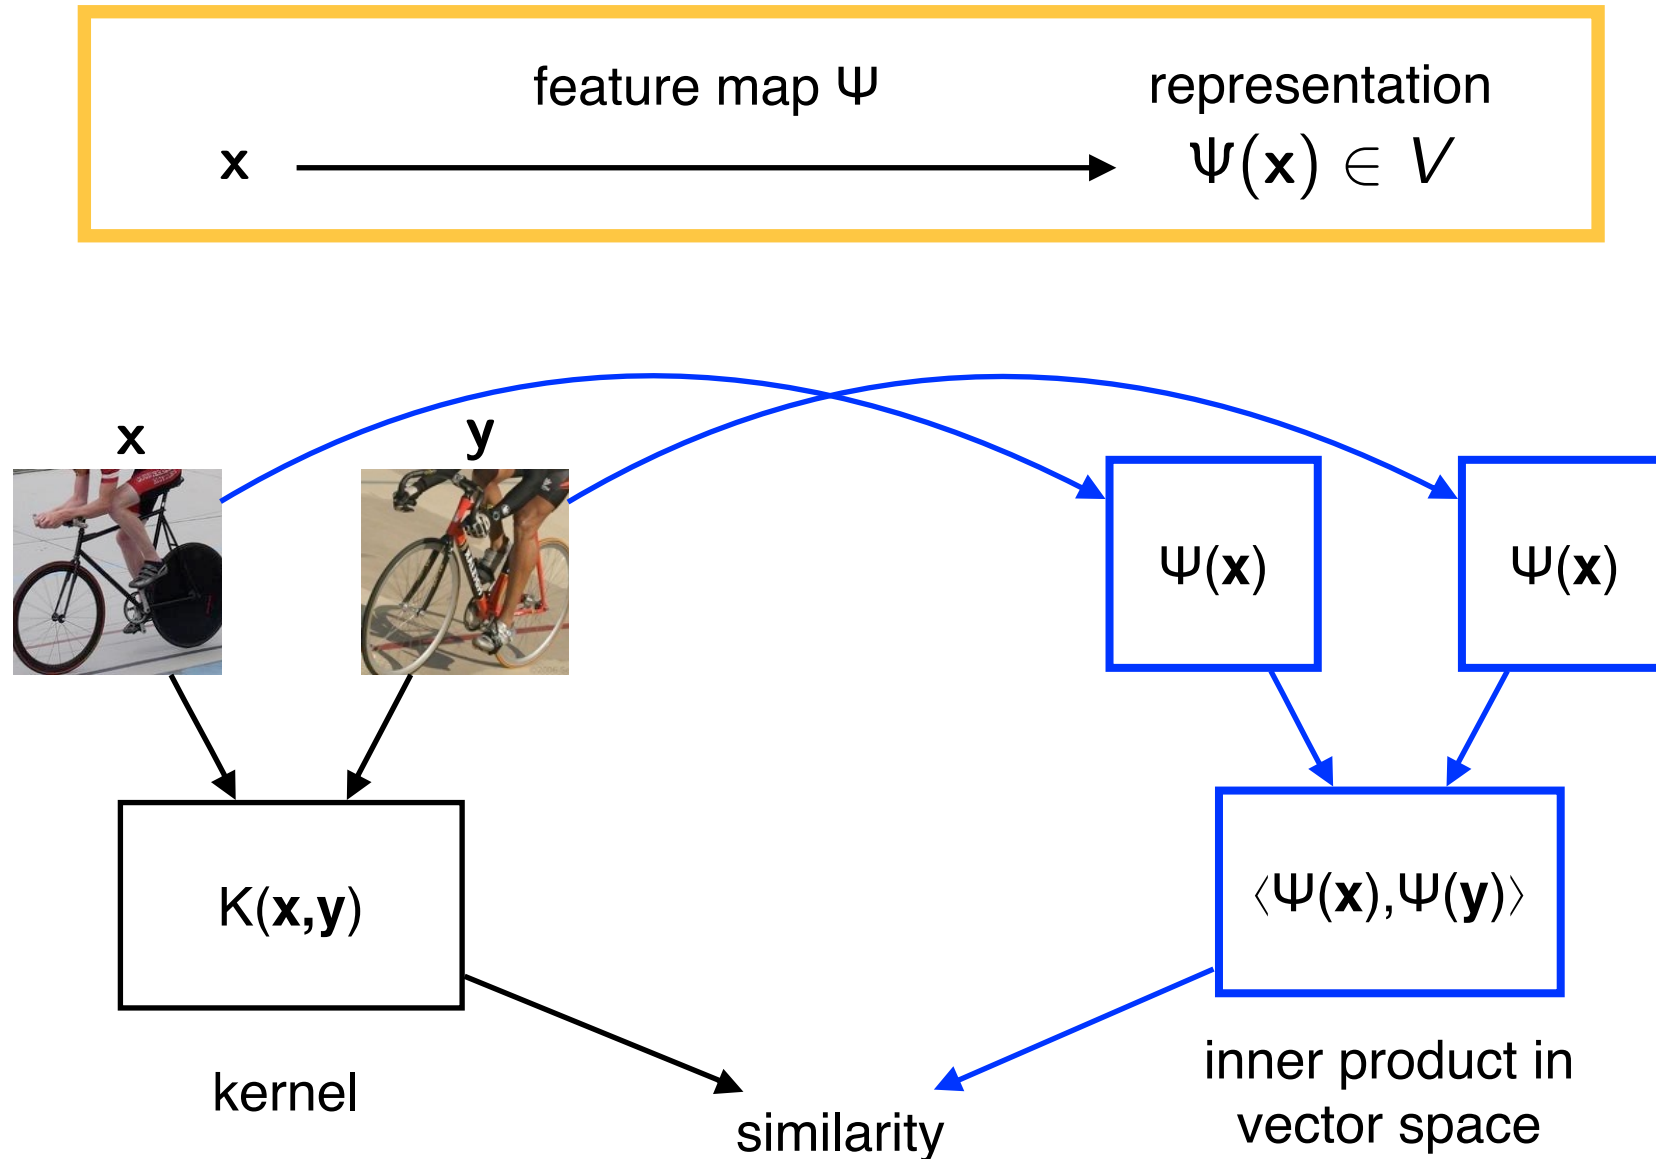 feature map Ψ
representation
x
Ψ(x) ∈ V
x
y
Ψ(x)
Ψ(x)
K(x,y)
⟨Ψ(x),Ψ(y)⟩
kernel
similarity
inner product in
vector space